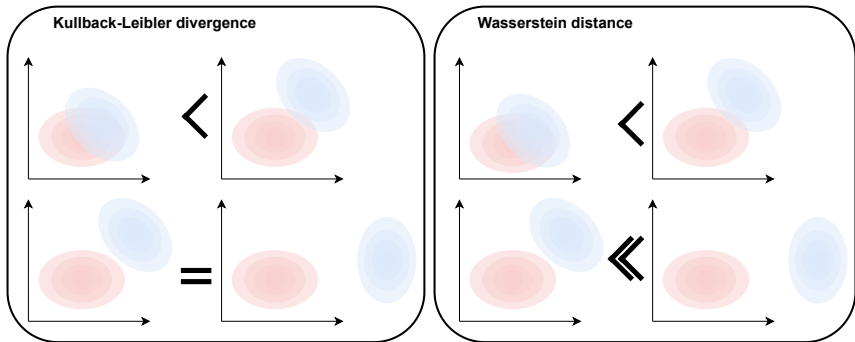 Kullback-Leibler divergence
Wasserstein distance
<
<
=
≪